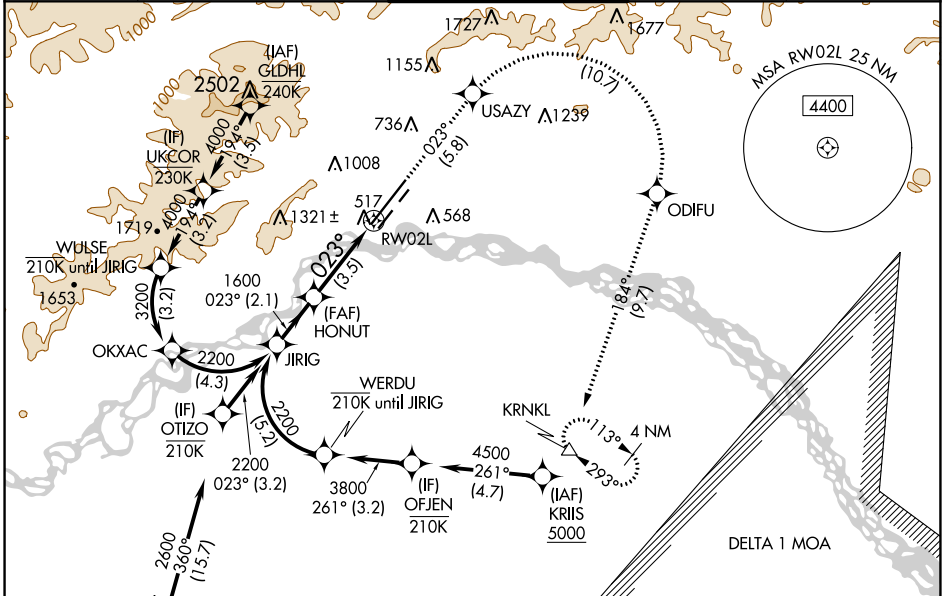 1000
1727
1677
(IAF)
GLDHL
240K
2502
1000
1155
(10.7)
MSA RW02L 25 NM
4400
USAZY
4000
194°
(3.5)
736
1239
(IF)
UKCOR
230K
023°
(5.8)
1008
4000
194°
(3.2)
517
1321 ±
568
ODIFU
RW02L
1719
WULSE
210K until JIRIG
023°
(3.5)
1653
3200
(3.2)
1600
023° (2.1)
(FAF)
HONUT
184°
(9.7)
OKXAC
2200
(4.3)
JIRIG
WERDU
210K until JIRIG
(IF)
OTIZO
210K
2200
(5.2)
KRNKL
113°
4 NM
293°
2200
023° (3.2)
3800
261° (3.2)
(IF)
OFJEN
210K
4500
261°
(4.7)
(IAF)
KRIIS
5000
2600
360°
(15.7)
DELTA 1 MOA